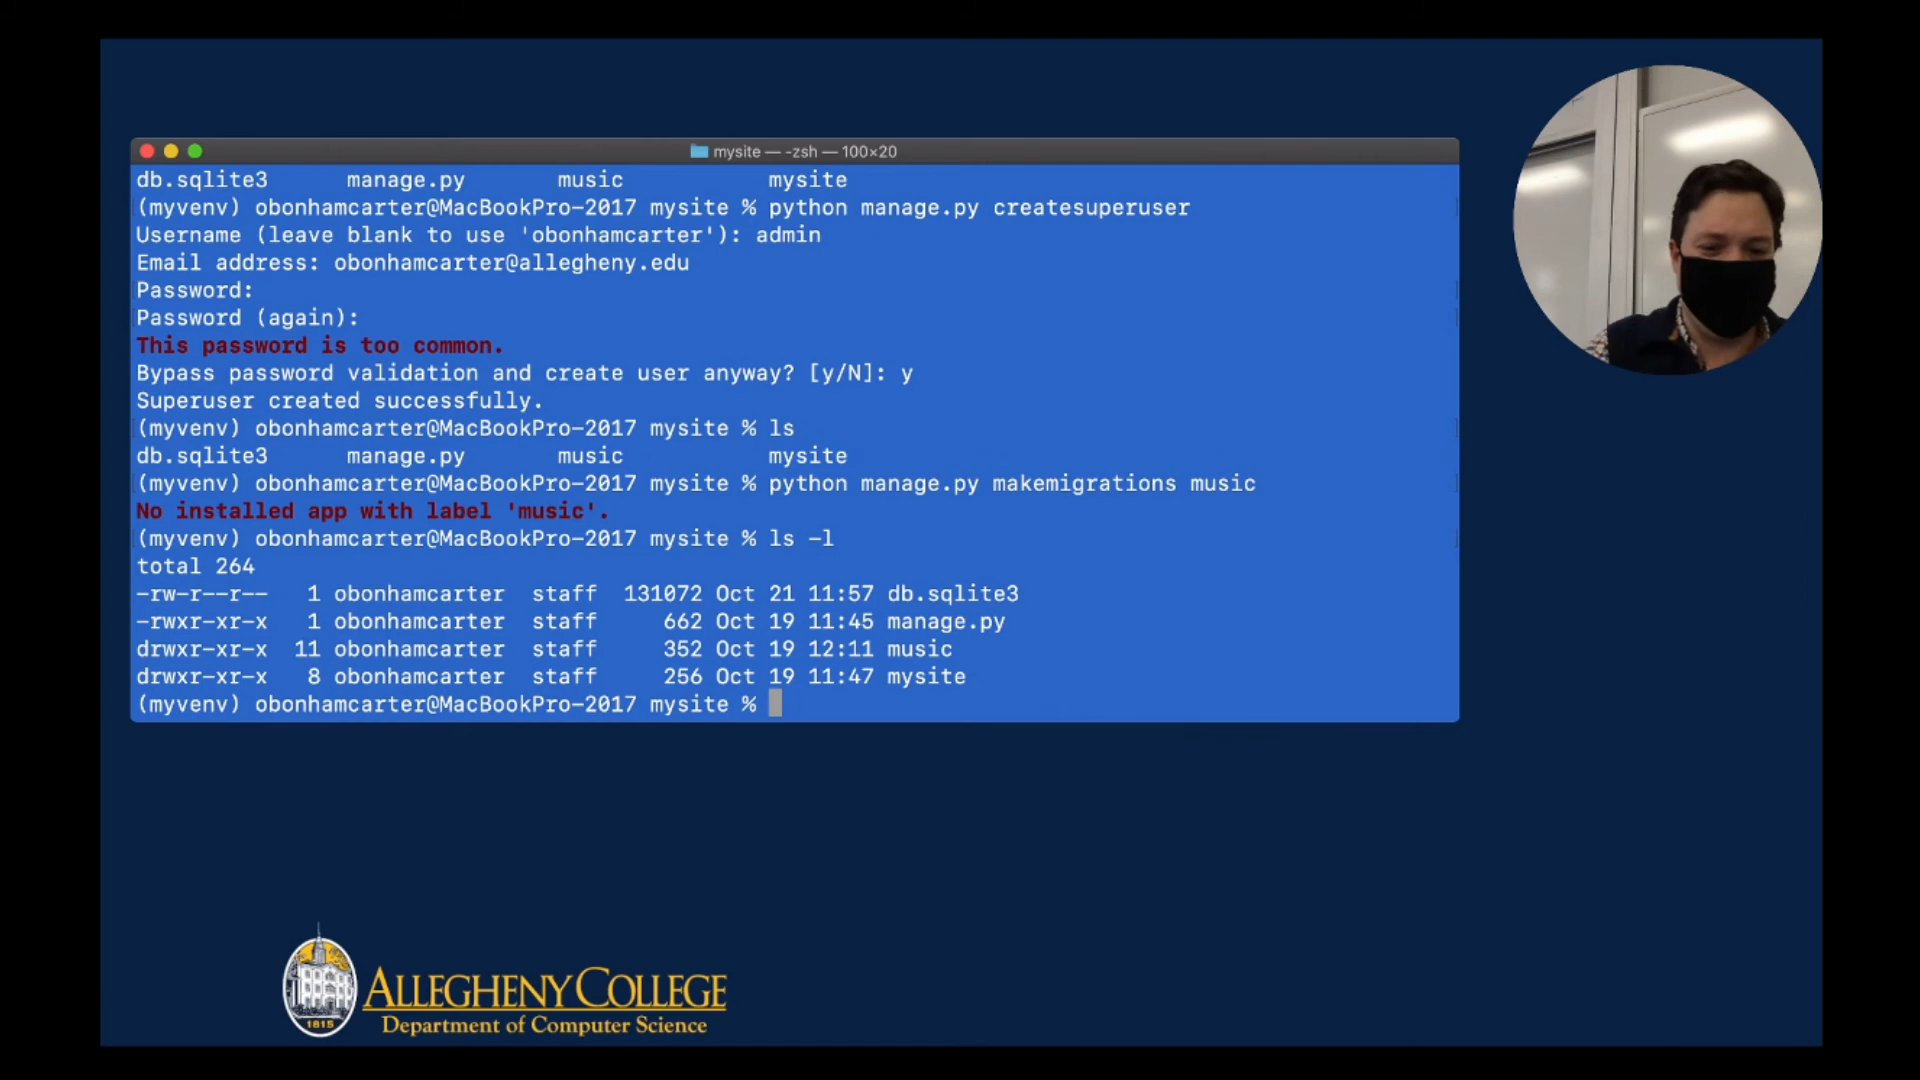 mysite — -zsh — 100×20
db.sqlite3 manage.py music mysite
(myvenv) obonhamcarter@MacBookPro-2017 mysite % python manage.py createsuperuser
Username (leave blank to use 'obonhamcarter'): admin
Email address: obonhamcarter@allegheny.edu
Password:
Password (again):
This password is too common.
Bypass password validation and create user anyway? [y/N]: y
Superuser created successfully.
(myvenv) obonhamcarter@MacBookPro-2017 mysite % ls
db.sqlite3 manage.py music mysite
(myvenv) obonhamcarter@MacBookPro-2017 mysite % python manage.py makemigrations music
No installed app with label 'music'.
(myvenv) obonhamcarter@MacBookPro-2017 mysite % ls -l
total 264
-rw-r--r-- 1 obonhamcarter staff 131072 Oct 21 11:57 db.sqlite3
-rwxr-xr-x 1 obonhamcarter staff 662 Oct 19 11:45 manage.py
drwxr-xr-x 11 obonhamcarter staff 352 Oct 19 12:11 music
drwxr-xr-x 8 obonhamcarter staff 256 Oct 19 11:47 mysite
(myvenv) obonhamcarter@MacBookPro-2017 mysite %
1815
ALLEGHENY COLLEGE
Department of Computer Science